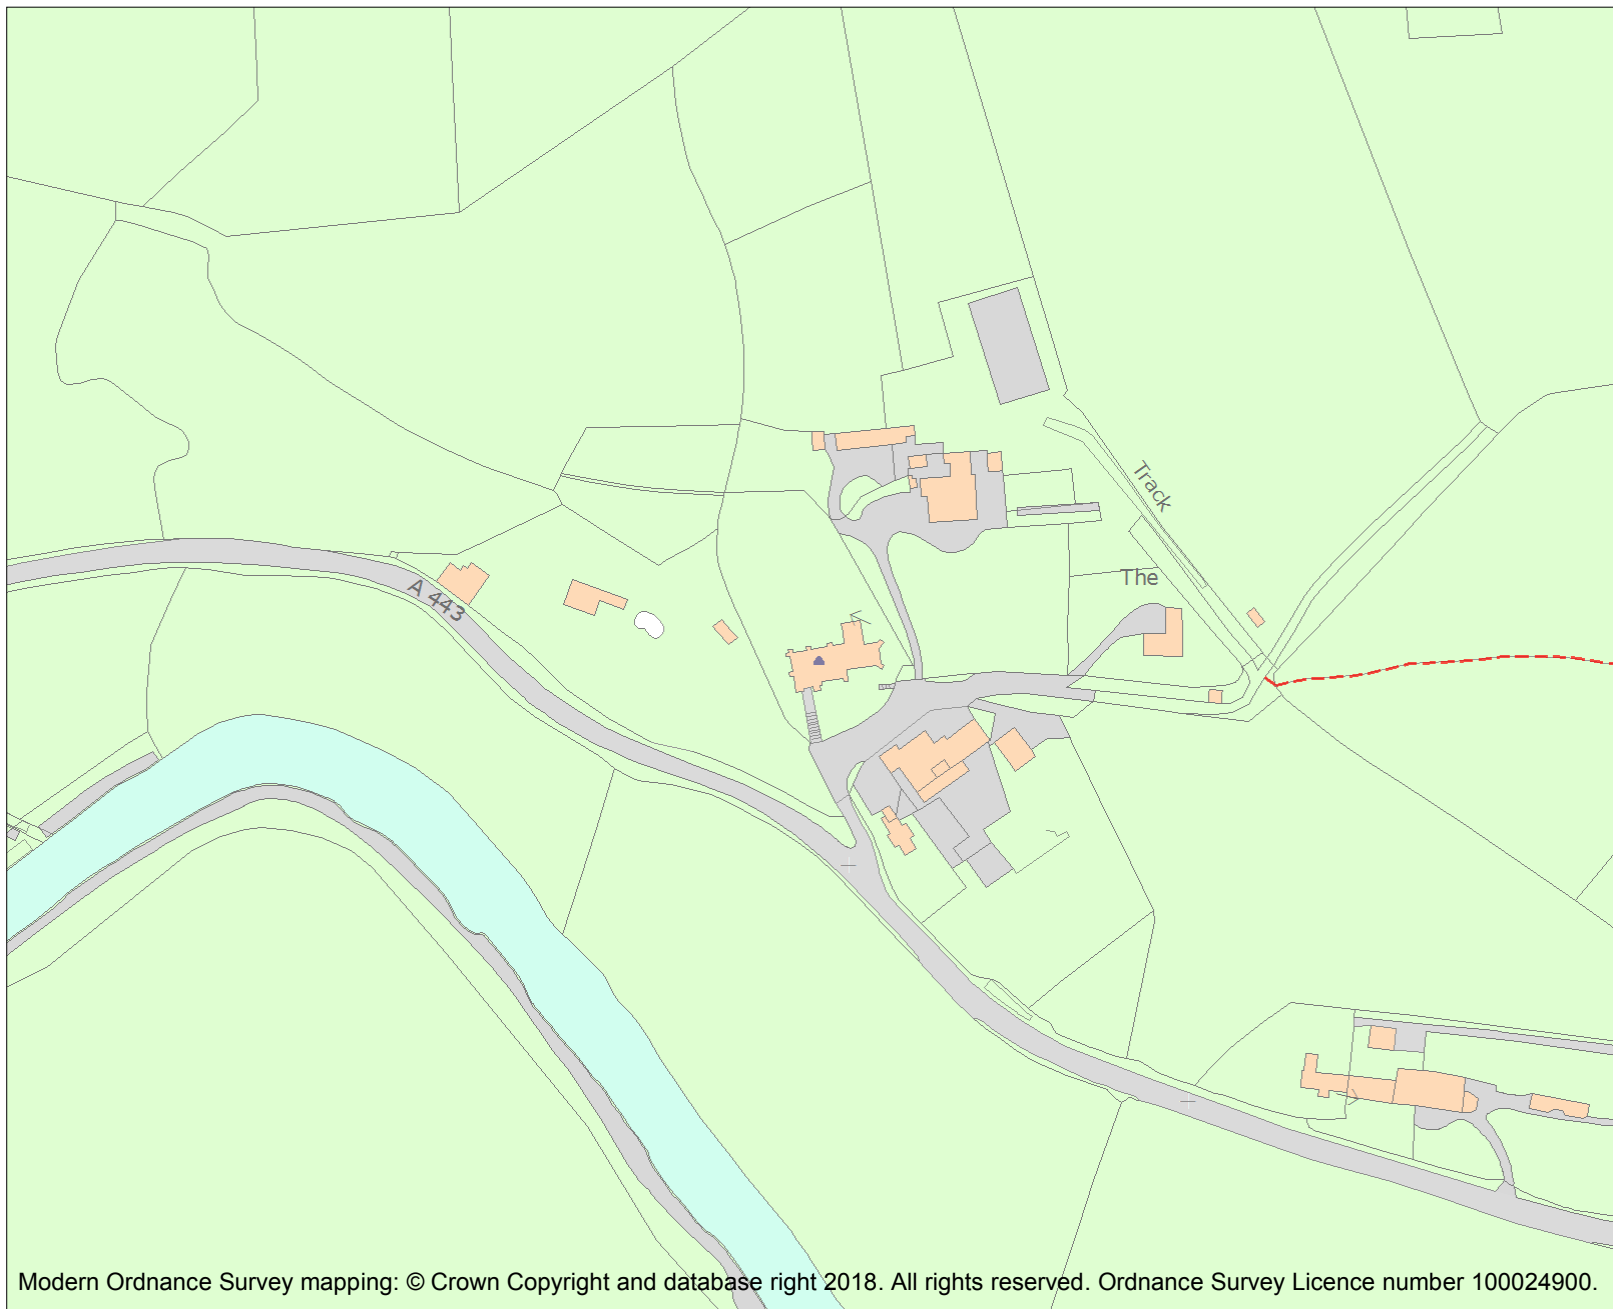 Track
The
A 443
Modern Ordnance Survey mapping: © Crown Copyright and database right 2018. All rights reserved. Ordnance Survey Licence number 100024900.